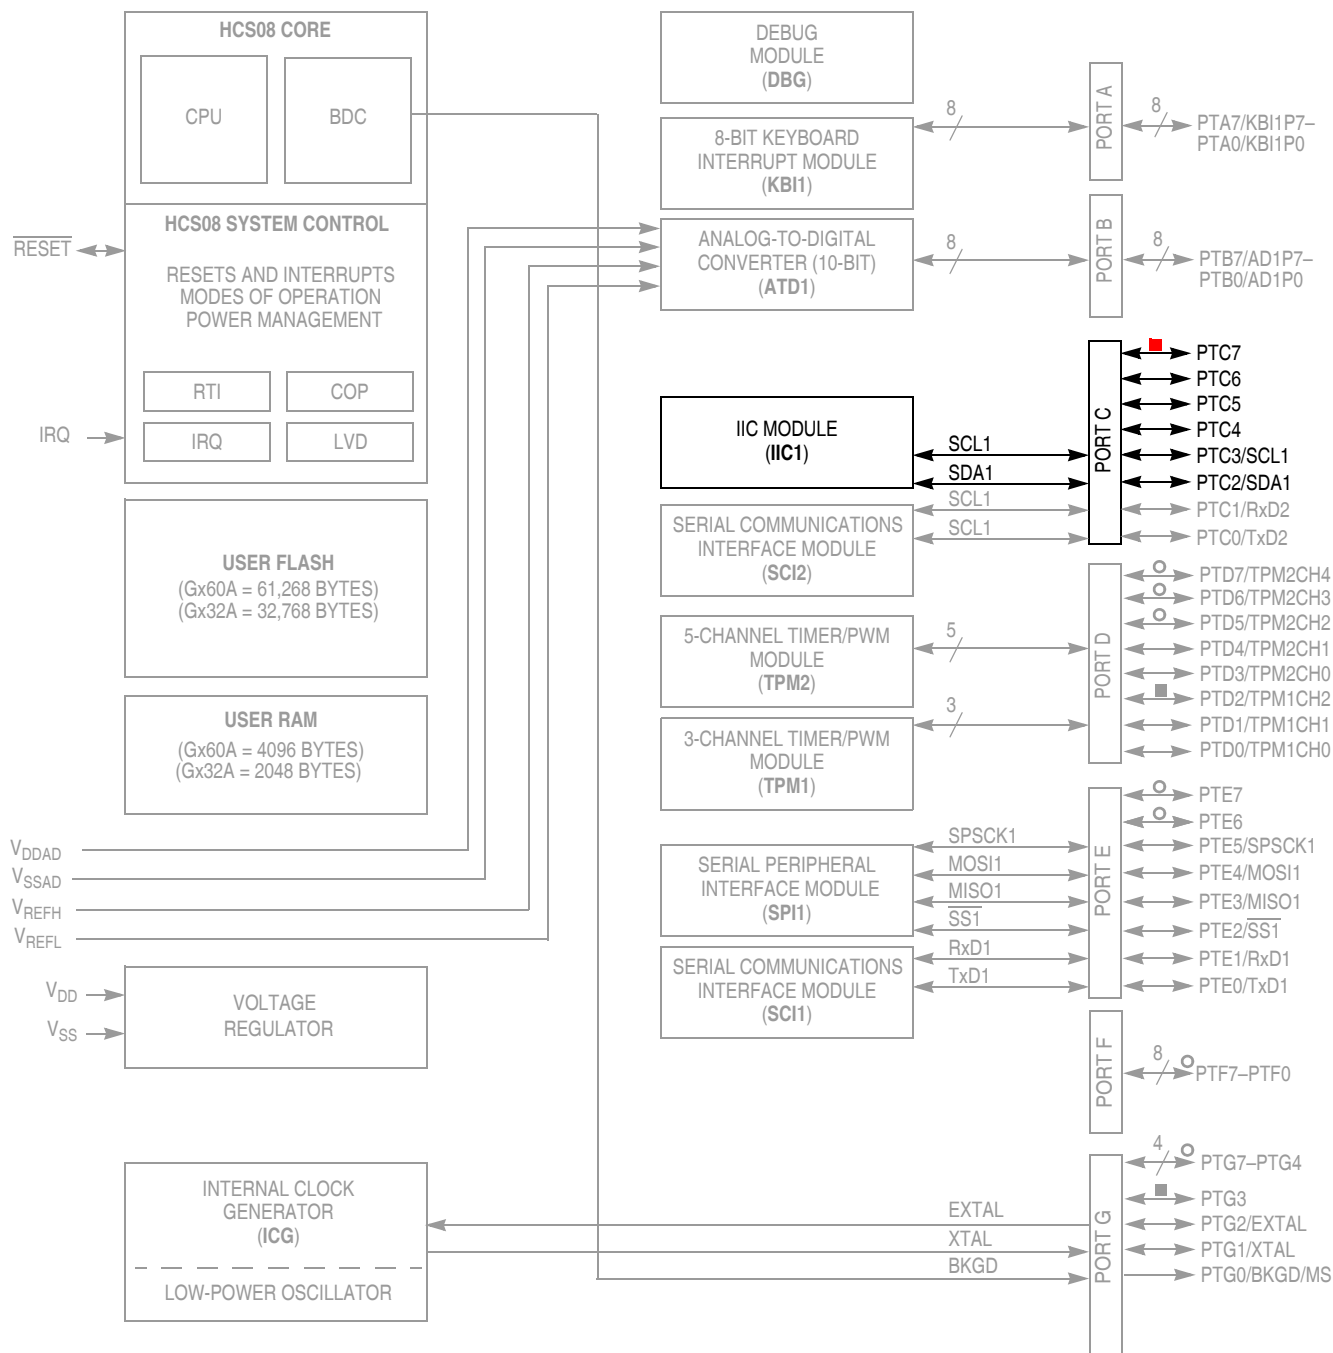 HCS08 CORE
CPU
BDC
HCS08 SYSTEM CONTROL
RESETS AND INTERRUPTS
MODES OF OPERATION
POWER MANAGEMENT
RTI
COP
IRQ
LVD
RESET
IRQ
USER FLASH
(Gx60A = 61,268 BYTES)
(Gx32A = 32,768 BYTES)
USER RAM
(Gx60A = 4096 BYTES)
(Gx32A = 2048 BYTES)
VDDAD
VSSAD
VREFH
VREFL
VDD
VSS
VOLTAGE
REGULATOR
INTERNAL CLOCK
GENERATOR
(ICG)
LOW-POWER OSCILLATOR
DEBUG
MODULE
(DBG)
8-BIT KEYBOARD
INTERRUPT MODULE
(KBI1)
8
PORT A
8
PTA7/KBI1P7–
PTA0/KBI1P0
ANALOG-TO-DIGITAL
CONVERTER (10-BIT)
(ATD1)
8
PORT B
8
PTB7/AD1P7–
PTB0/AD1P0
IIC MODULE
(IIC1)
SCL1
SDA1
SERIAL COMMUNICATIONS
INTERFACE MODULE
(SCI2)
SCL1
SCL1
PORT C
PTC7
PTC6
PTC5
PTC4
PTC3/SCL1
PTC2/SDA1
PTC1/RxD2
PTC0/TxD2
5-CHANNEL TIMER/PWM
MODULE
(TPM2)
5
3-CHANNEL TIMER/PWM
MODULE
(TPM1)
3
PORT D
PTD7/TPM2CH4
PTD6/TPM2CH3
PTD5/TPM2CH2
PTD4/TPM2CH1
PTD3/TPM2CH0
PTD2/TPM1CH2
PTD1/TPM1CH1
PTD0/TPM1CH0
SERIAL PERIPHERAL
INTERFACE MODULE
(SPI1)
SPSCK1
MOSI1
MISO1
SS1
SERIAL COMMUNICATIONS
INTERFACE MODULE
(SCI1)
RxD1
TxD1
PORT E
PTE7
PTE6
PTE5/SPSCK1
PTE4/MOSI1
PTE3/MISO1
PTE2/SS1
PTE1/RxD1
PTE0/TxD1
PORT F
8
PTF7–PTF0
EXTAL
XTAL
BKGD
PORT G
4
PTG7–PTG4
PTG3
PTG2/EXTAL
PTG1/XTAL
PTG0/BKGD/MS